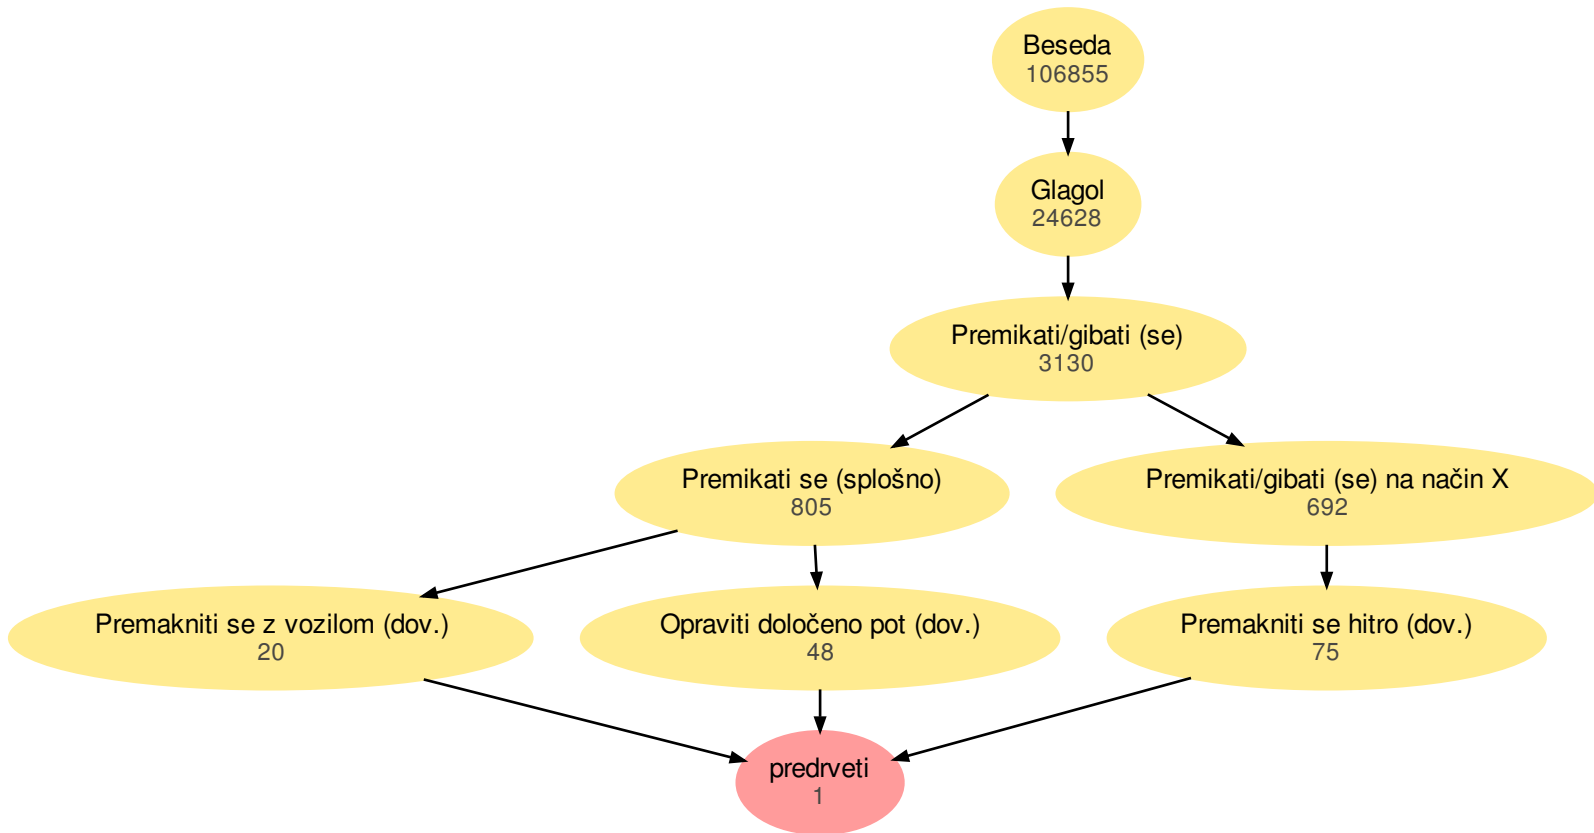 Beseda
106855
Glagol
24628
Premikati/gibati (se)
3130
Premikati se (splošno)
805
Premikati/gibati (se) na način X
692
Premakniti se z vozilom (dov.)
20
Opraviti določeno pot (dov.)
48
Premakniti se hitro (dov.)
75
predrveti
1